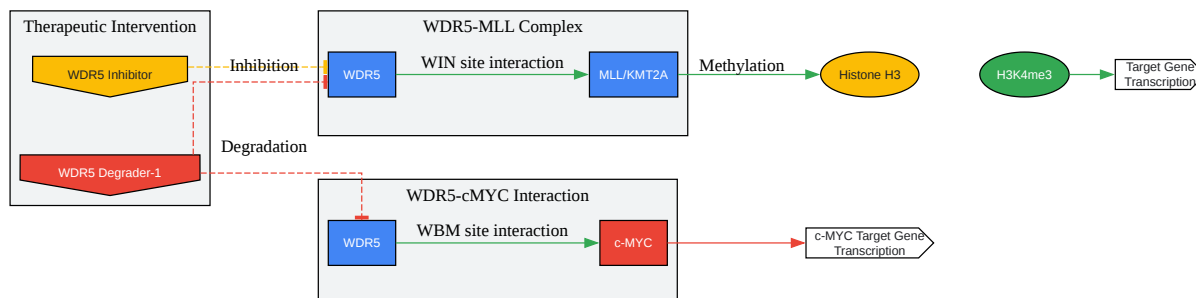 Therapeutic Intervention
WDR5-MLL Complex
WDR5 Inhibitor
Inhibition
WDR5
WIN site interaction
MLL/KMT2A
Methylation
Histone H3
H3K4me3
Target Gene
Transcription
Degradation
WDR5 Degrader-1
WDR5-cMYC Interaction
WDR5
WBM site interaction
c-MYC
c-MYC Target Gene
Transcription